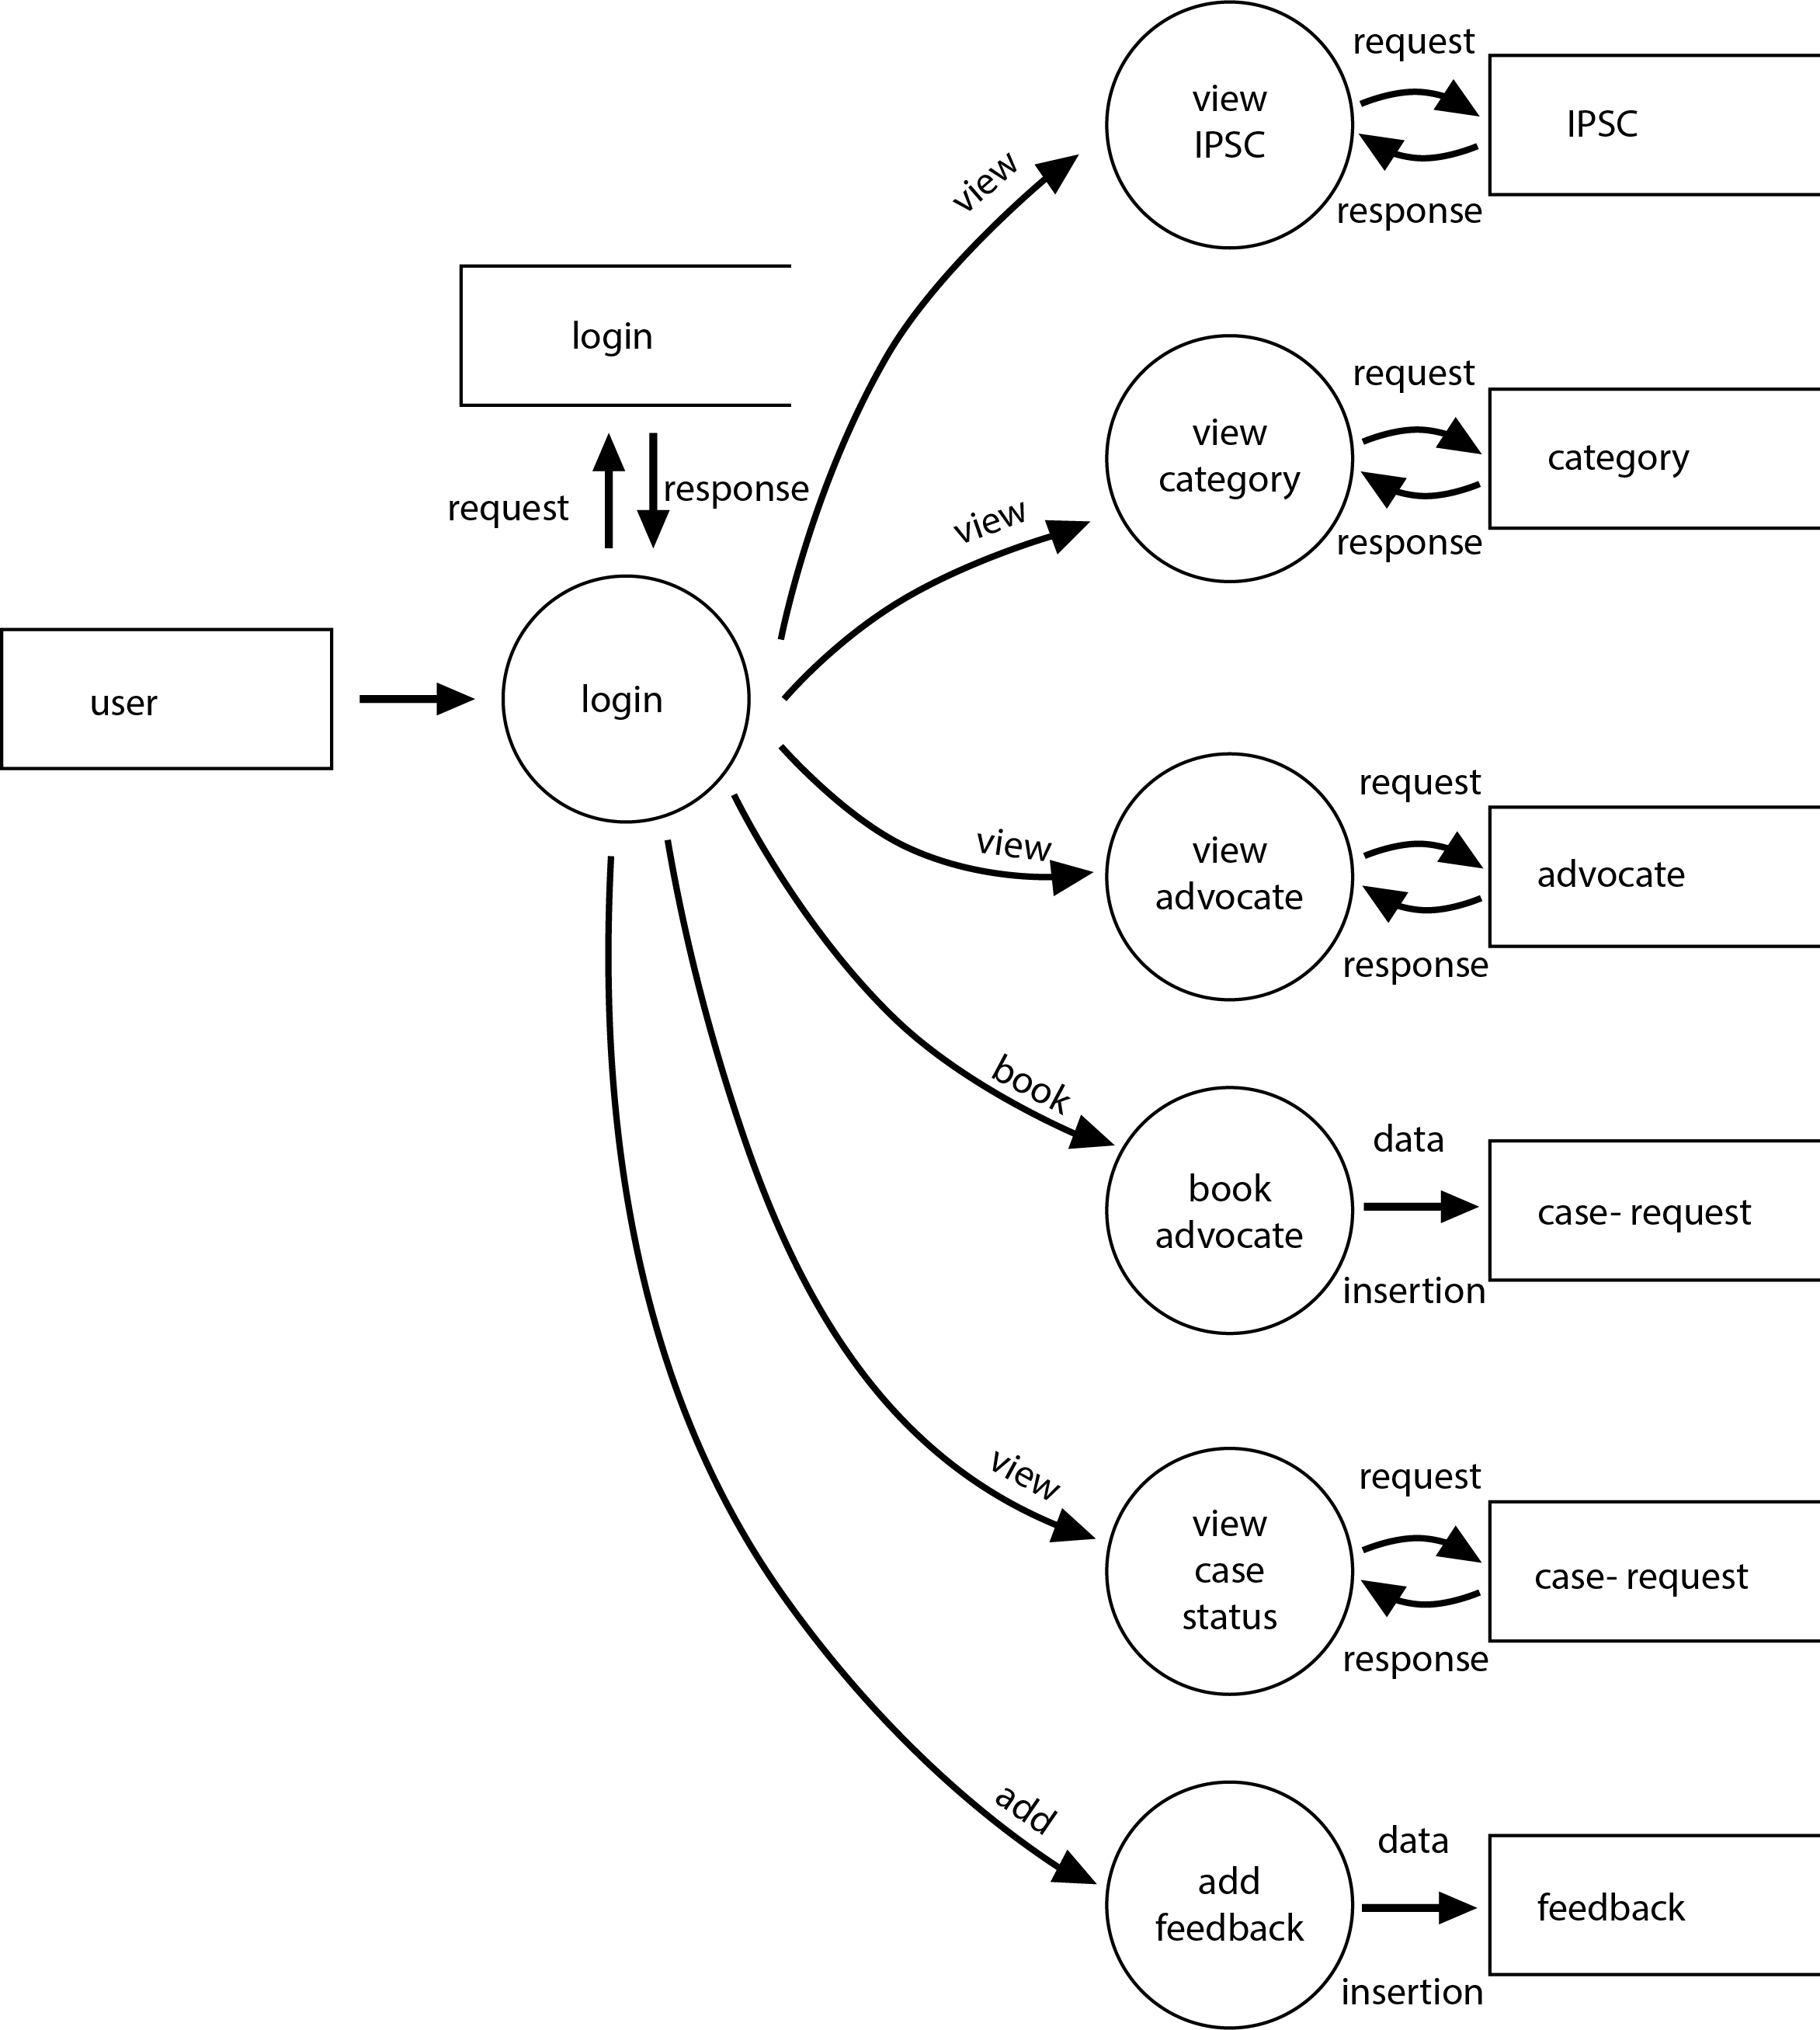 request
view
IPSC
IPSC
response
view
login
request
view
category
category
response
request
response
view
user
login
request
view
advocate
advocate
response
view
book
data
book
advocate
case- request
insertion
view
request
view
case
status
case- request
response
add
data
add
feedback
feedback
insertion